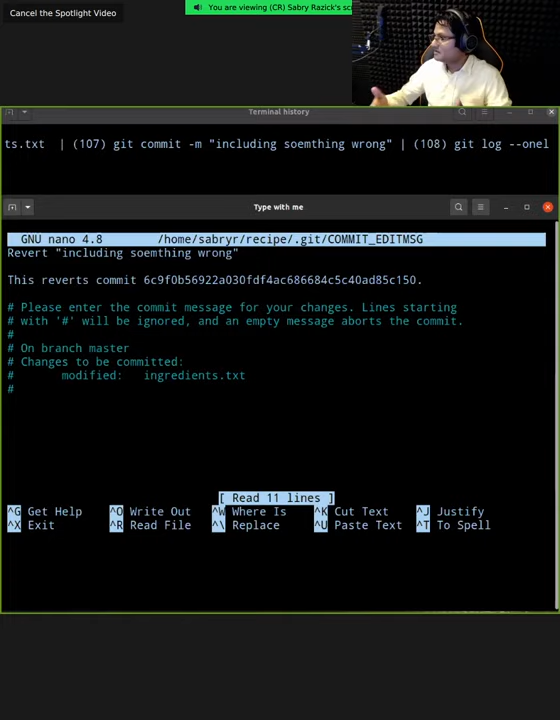 Cancel the Spotlight Video
You are viewing (CR) Sabry Razick's sc
Terminal history
ts.txt | (107) git commit -m "including soemthing wrong" | (108) git log --onel
Type with me
GNU nano 4.8 /home/sabryr/recipe/.git/COMMIT_EDITMSG
Revert "including soemthing wrong"
This reverts commit 6c9f0b56922a030fdf4ac686684c5c40ad85c150.
# Please enter the commit message for your changes. Lines starting
# with '#' will be ignored, and an empty message aborts the commit.
#
# On branch master
# Changes to be committed:
# modified: ingredients.txt
#
[ Read 11 lines ]
^G Get Help ^O Write Out ^W Where Is ^K Cut Text ^J Justify
^X Exit ^R Read File ^\ Replace ^U Paste Text ^T To Spell